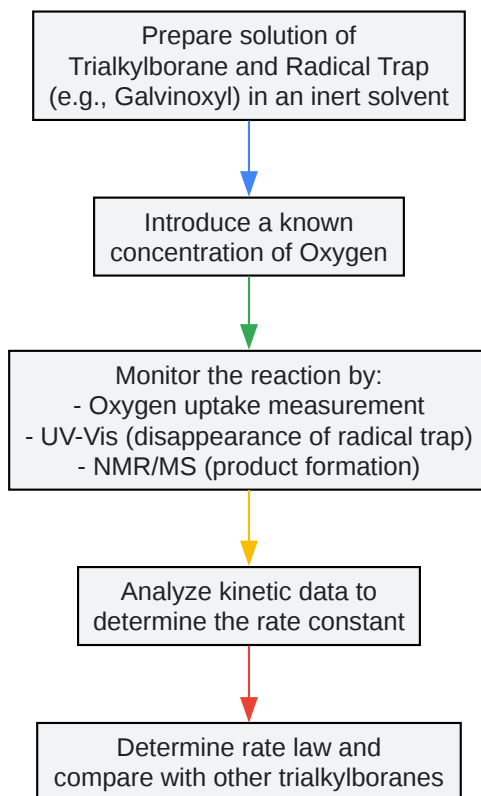 Prepare solution of
Trialkylborane and Radical Trap
(e.g., Galvinoxyl) in an inert solvent
Introduce a known
concentration of Oxygen
Monitor the reaction by:
- Oxygen uptake measurement
- UV-Vis (disappearance of radical trap)
- NMR/MS (product formation)
Analyze kinetic data to
determine the rate constant
Determine rate law and
compare with other trialkylboranes